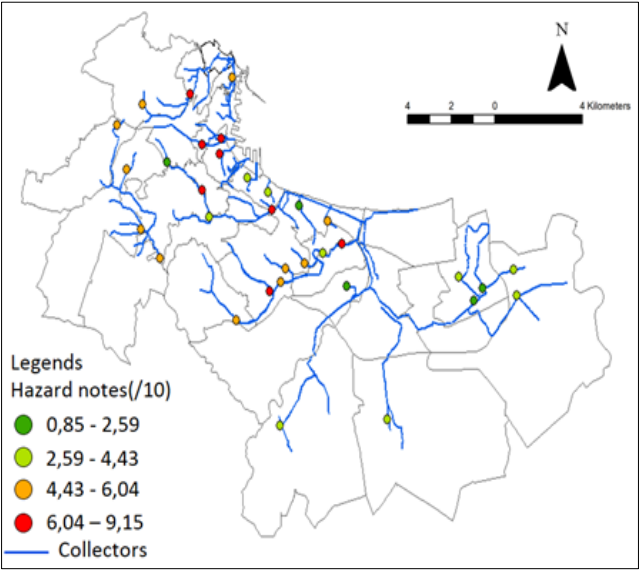 N
4 2 0 4 Kilometers
Legends
Hazard notes(/10)
0,85 - 2,59
2,59 - 4,43
4,43 - 6,04
6,04 – 9,15
Collectors